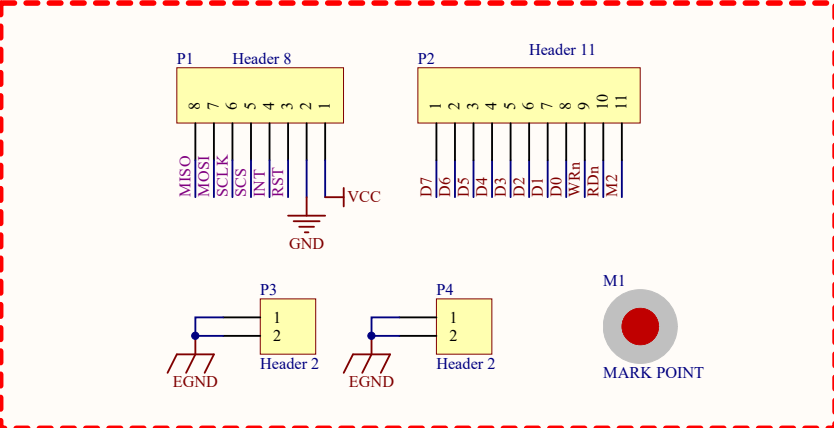 P1 Header 8
8 7 6 5 4 3 2 1
MISO MOSI SCLK SCS INT RST
VCC
GND
P2 Header 11
1 2 3 4 5 6 7 8 9 10 11
D7 D6 D5 D4 D3 D2 D1 D0 WRn RDn M2
P3
1
2
Header 2
EGND
P4
1
2
Header 2
EGND
M1
MARK POINT